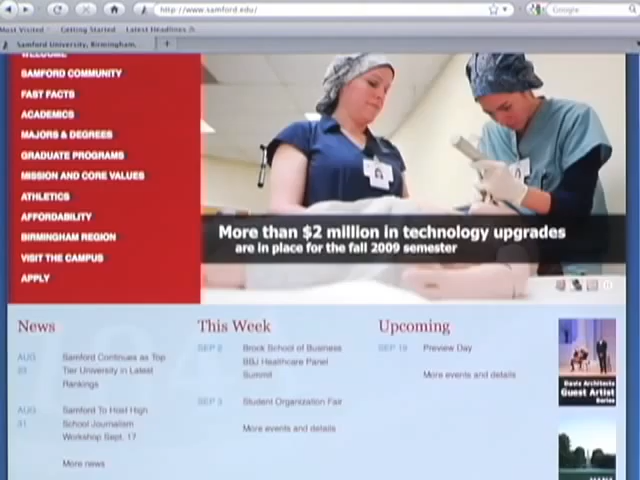 http://www.samford.edu/
Google
Most Visited Getting Started Latest Headlines
Samford University, Birmingham,
WELCOME
SAMFORD COMMUNITY
FAST FACTS
ACADEMICS
MAJORS & DEGREES
GRADUATE PROGRAMS
MISSION AND CORE VALUES
ATHLETICS
AFFORDABILITY
BIRMINGHAM REGION
VISIT THE CAMPUS
APPLY
More than $2 million in technology upgrades
are in place for the fall 2009 semester
News
AUG
Samford Continues as Top
Tier University in Latest
Rankings
AUG
31
Samford To Host High
School Journalism
Workshop Sept. 17
More news
This Week
SEP
Brock School of Business
BBJ Healthcare Panel
Summit
SEP 3
Student Organization Fair
More events and details
Upcoming
SEP 19
Preview Day
More events and details
Davis Architects
Guest Artist
Series